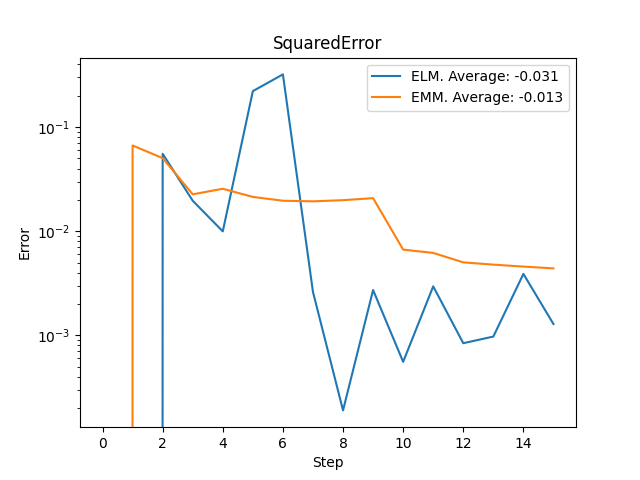 SquaredError
ELM. Average: -0.031
EMM. Average: -0.013
10⁻¹
10⁻²
10⁻³
Error
0 2 4 6 8 10 12 14
Step